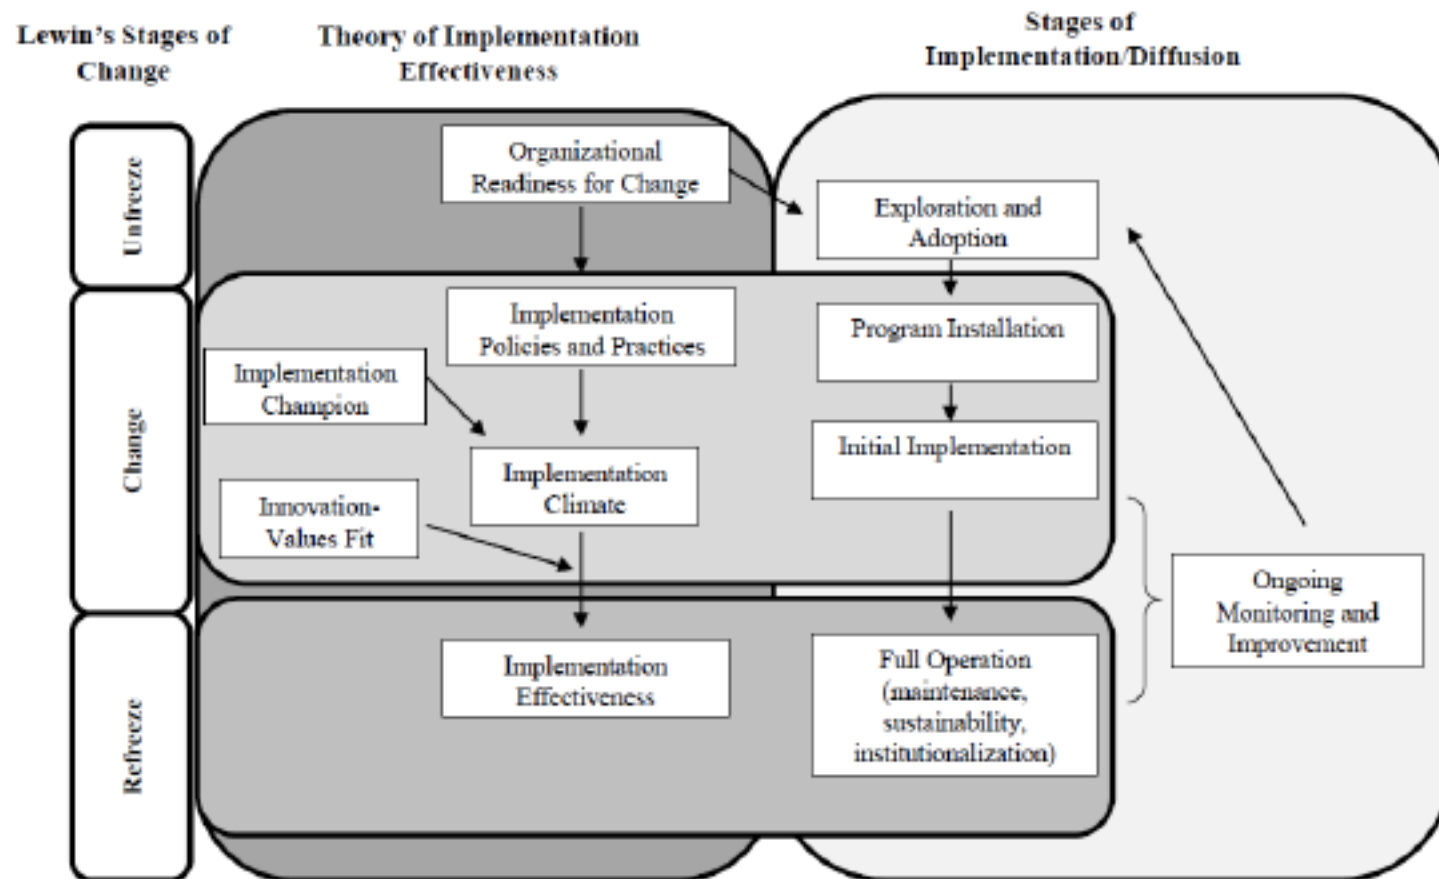 Lewin's Stages of
Change
Theory of Implementation
Effectiveness
Stages of
Implementation/Diffusion
Unfreeze
Organizational
Readiness for Change
Exploration and
Adoption
Change
Implementation
Policies and Practices
Program Installation
Implementation
Champion
Initial Implementation
Implementation
Climate
Innovation-
Values Fit
Ongoing
Monitoring and
Improvement
Refreeze
Implementation
Effectiveness
Full Operation
(maintenance,
sustainability,
institutionalization)